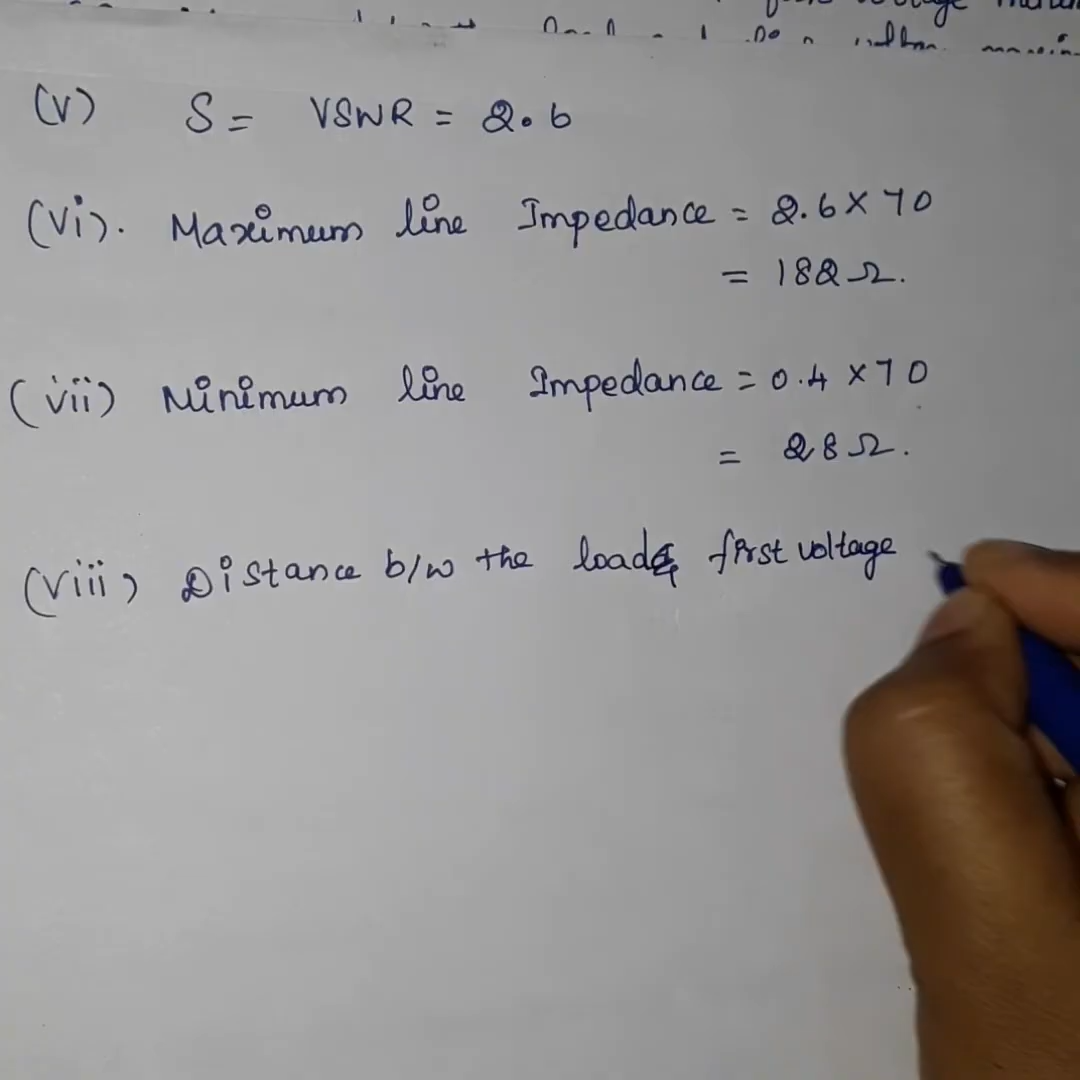 voltage
(V) S = VSWR = 2.6
(Vi). Maximum line Impedance = 2.6 × 70
= 182 Ω.
(vii) Minimum line Impedance = 0.4 × 70
= 28 Ω.
(viii) Distance b/w the load & first voltage